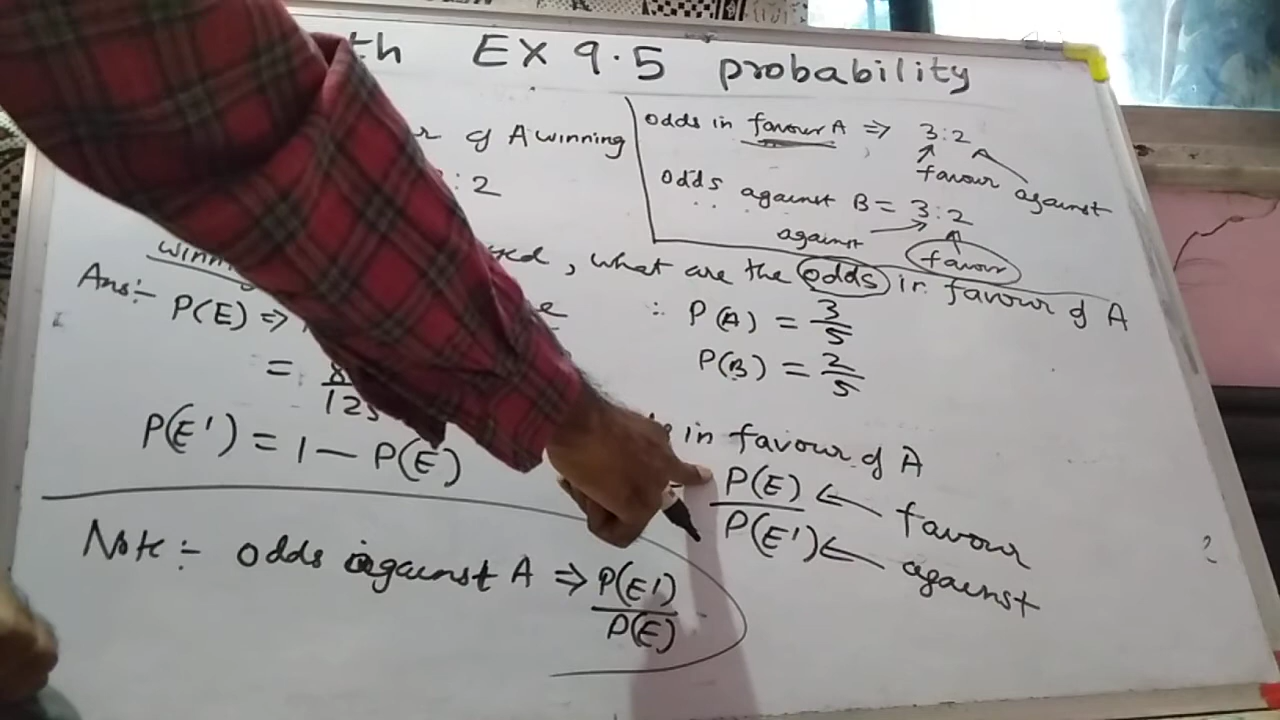 th EX 9.5 probability
of A winning
: 2
odds in favour A ⇒ 3:2
favour against
odds against B = 3:2
against favour
, what are the odds in favour of A
Ans:- P(E) ⇒
=
125
P(E') = 1 - P(E)
∴ P(A) = 3/5
P(B) = 2/5
in favour of A
P(E) ← favour
P(E') ← against
Note :- odds against A ⇒ P(E')/P(E)